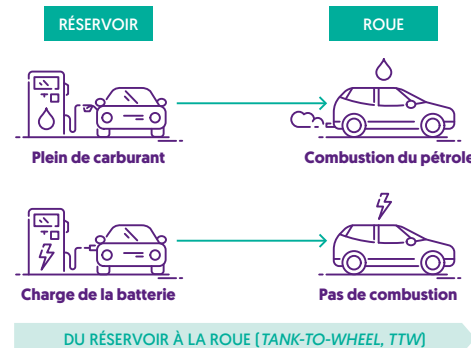 RÉSERVOIR
ROUE
Plein de carburant
Combustion du pétrole
Charge de la batterie
Pas de combustion
DU RÉSERVOIR À LA ROUE (TANK-TO-WHEEL, TTW)